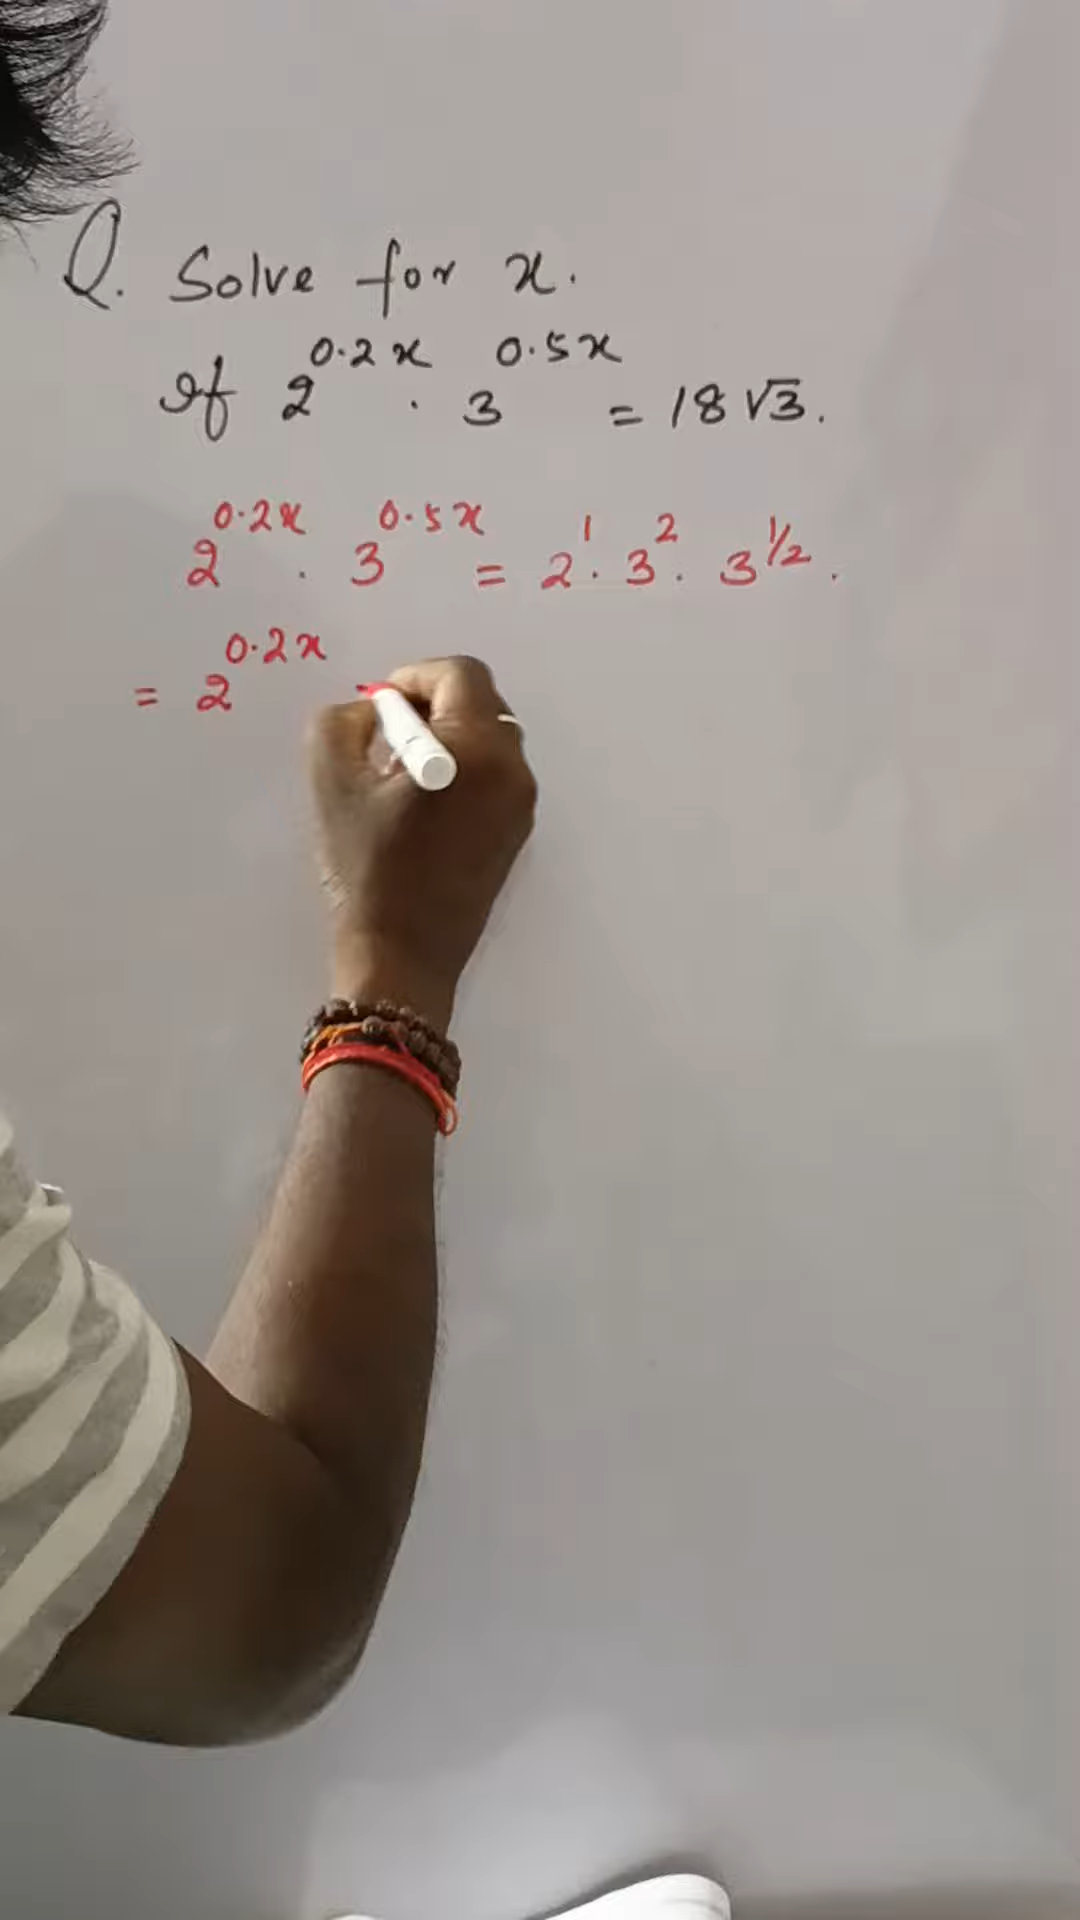 Q. Solve for x.
If 2^0.2x . 3^0.5x = 18√3.
2^0.2x . 3^0.5x = 2^1 . 3^2 . 3^1/2 .
= 2^0.2x